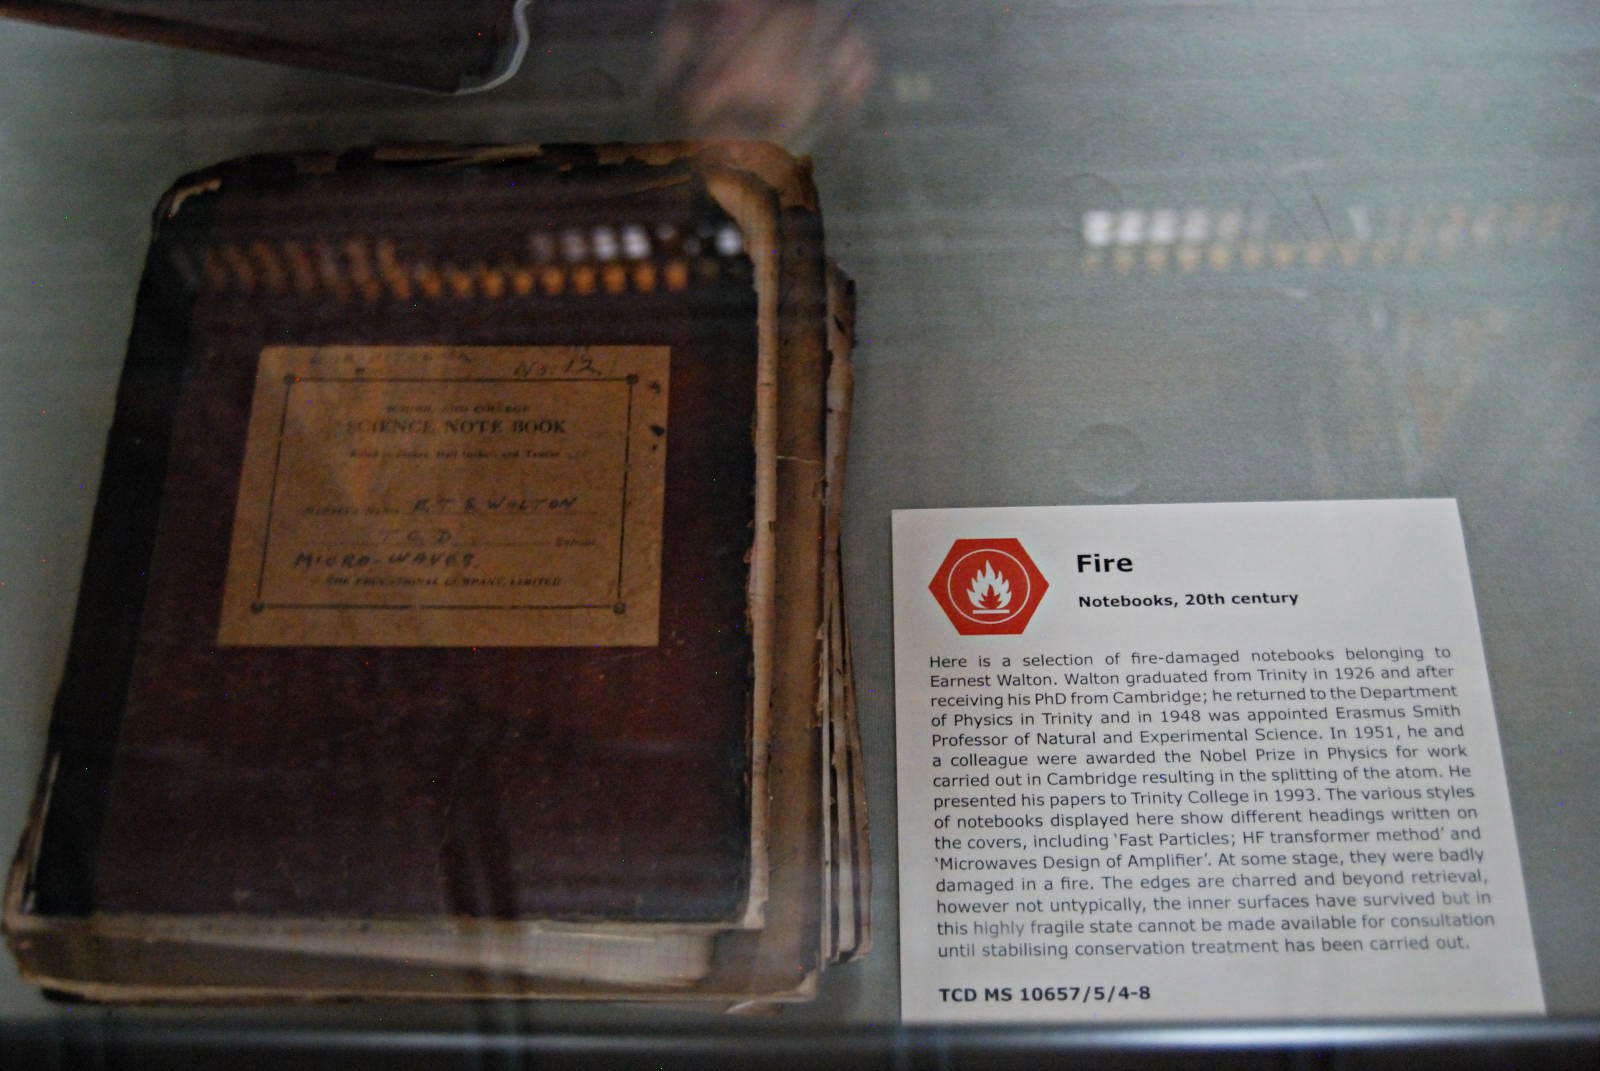 No. 12.
SCHOOL AND COLLEGE
SCIENCE NOTE BOOK
E T S WALTON
T C D
School
MICRO-WAVES.
THE EDUCATIONAL COMPANY, LIMITED
Fire
Notebooks, 20th century
Here is a selection of fire-damaged notebooks belonging to
Earnest Walton. Walton graduated from Trinity in 1926 and after
receiving his PhD from Cambridge; he returned to the Department
of Physics in Trinity and in 1948 was appointed Erasmus Smith
Professor of Natural and Experimental Science. In 1951, he and
a colleague were awarded the Nobel Prize in Physics for work
carried out in Cambridge resulting in the splitting of the atom. He
presented his papers to Trinity College in 1993. The various styles
of notebooks displayed here show different headings written on
the covers, including ‘Fast Particles; HF transformer method’ and
‘Microwaves Design of Amplifier’. At some stage, they were badly
damaged in a fire. The edges are charred and beyond retrieval,
however not untypically, the inner surfaces have survived but in
this highly fragile state cannot be made available for consultation
until stabilising conservation treatment has been carried out.
TCD MS 10657/5/4-8